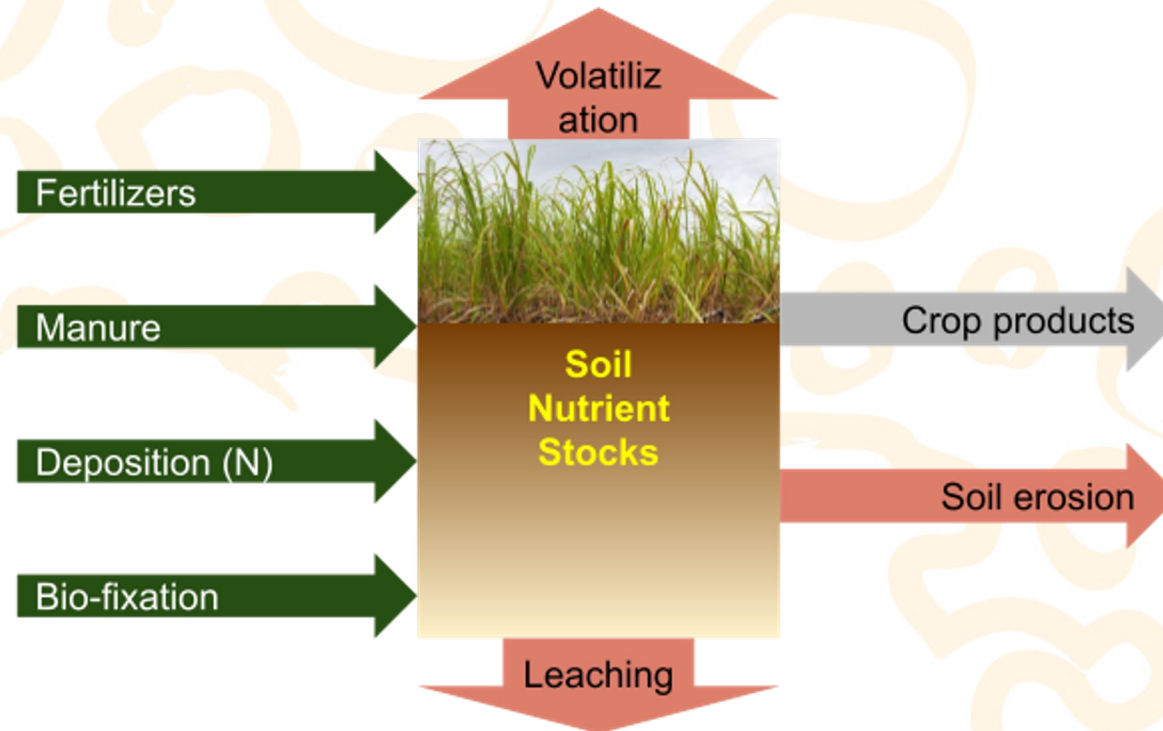 Volatiliz
ation
Fertilizers
Manure
Crop products
Soil
Nutrient
Stocks
Deposition (N)
Soil erosion
Bio-fixation
Leaching